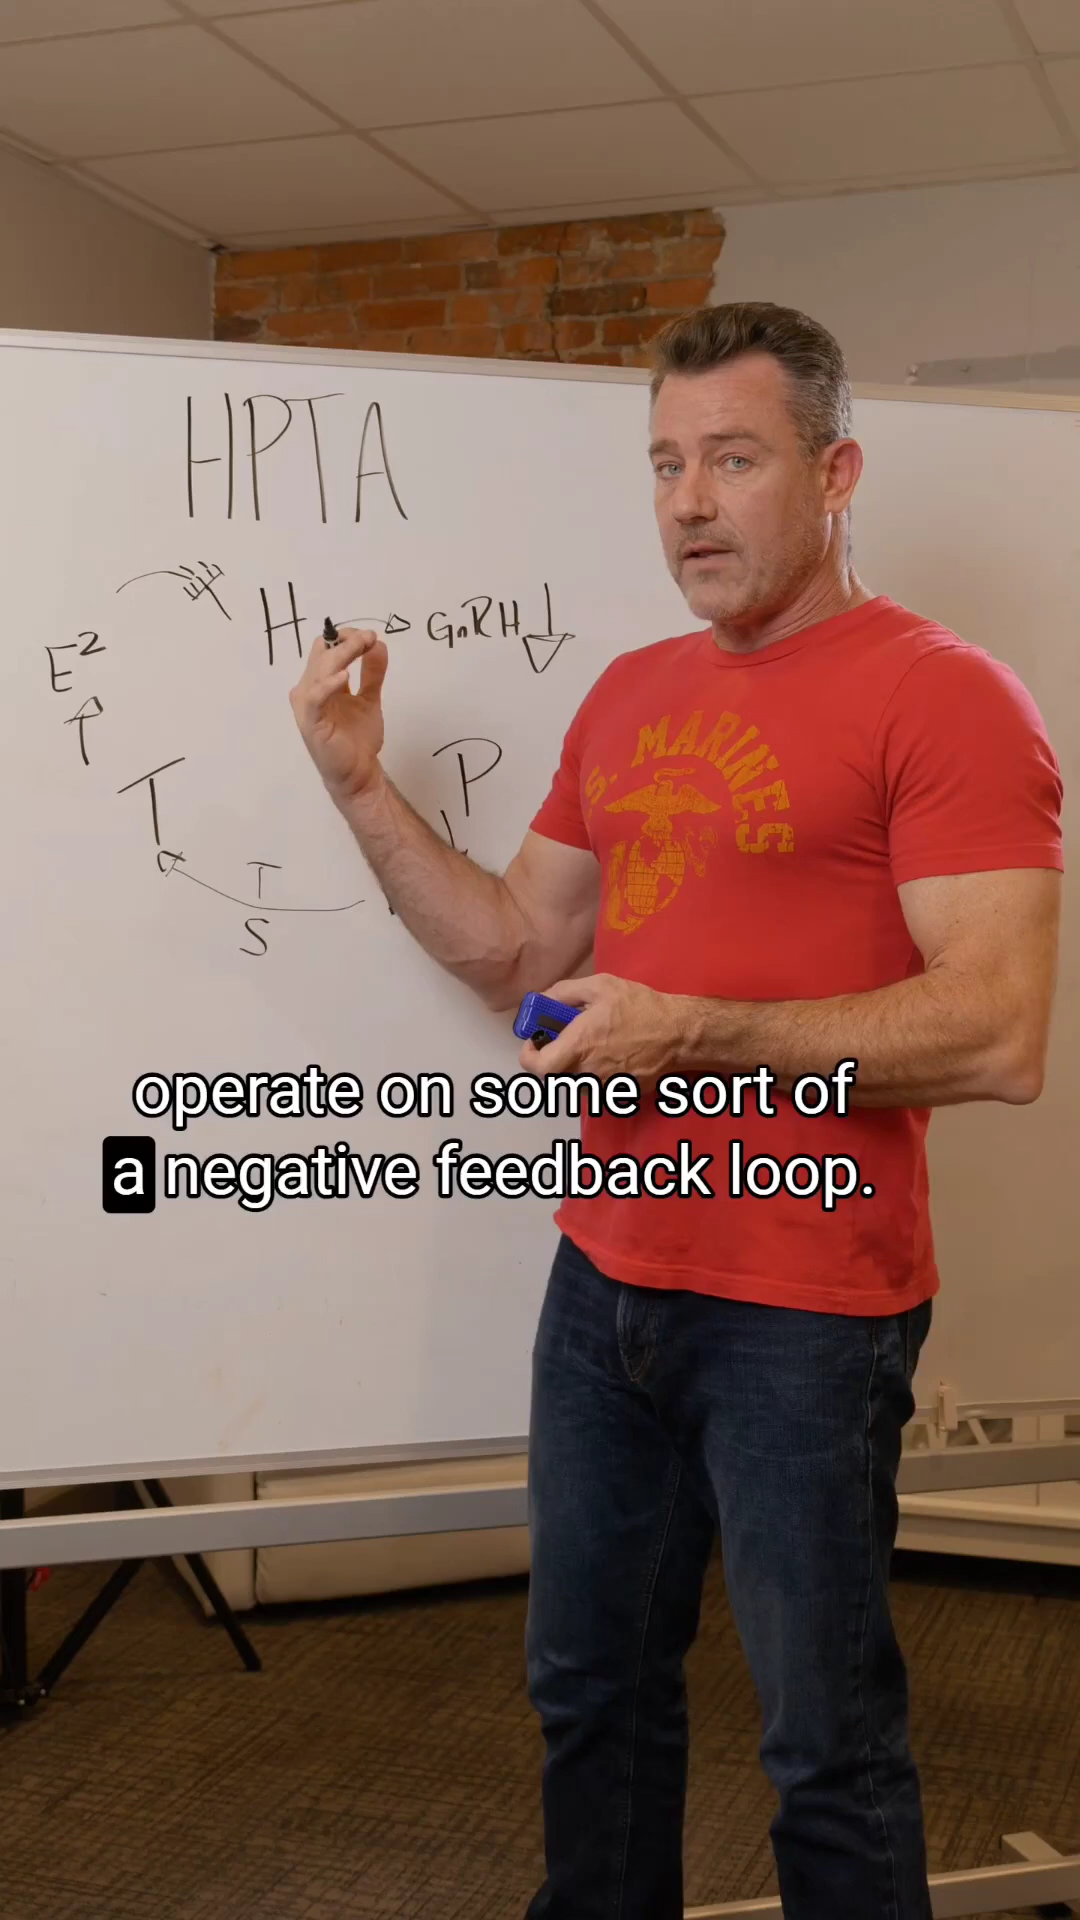 HPTA
H GnRH
E²
P
T
T
S
S. MARINES
operate on some sort of
a negative feedback loop.